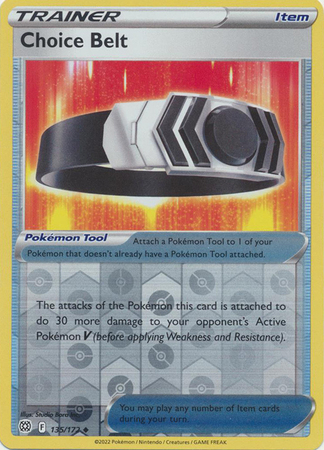 TRAINER Item
Choice Belt
Pokémon Tool
Attach a Pokémon Tool to 1 of your
Pokémon that doesn't already have a Pokémon Tool attached.
The attacks of the Pokémon this card is attached to
do 30 more damage to your opponent's Active
Pokémon V (before applying Weakness and Resistance).
Illus. Studio Bora
You may play any number of Item cards
during your turn.
F 135/172
©2022 Pokémon / Nintendo / Creatures / GAME FREAK